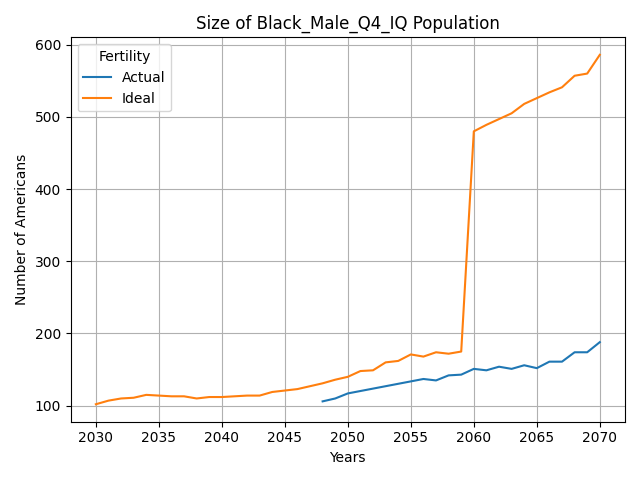 Size of Black_Male_Q4_IQ Population
Fertility
Actual
Ideal
Number of Americans
600
500
400
300
200
100
2030 2035 2040 2045 2050 2055 2060 2065 2070
Years